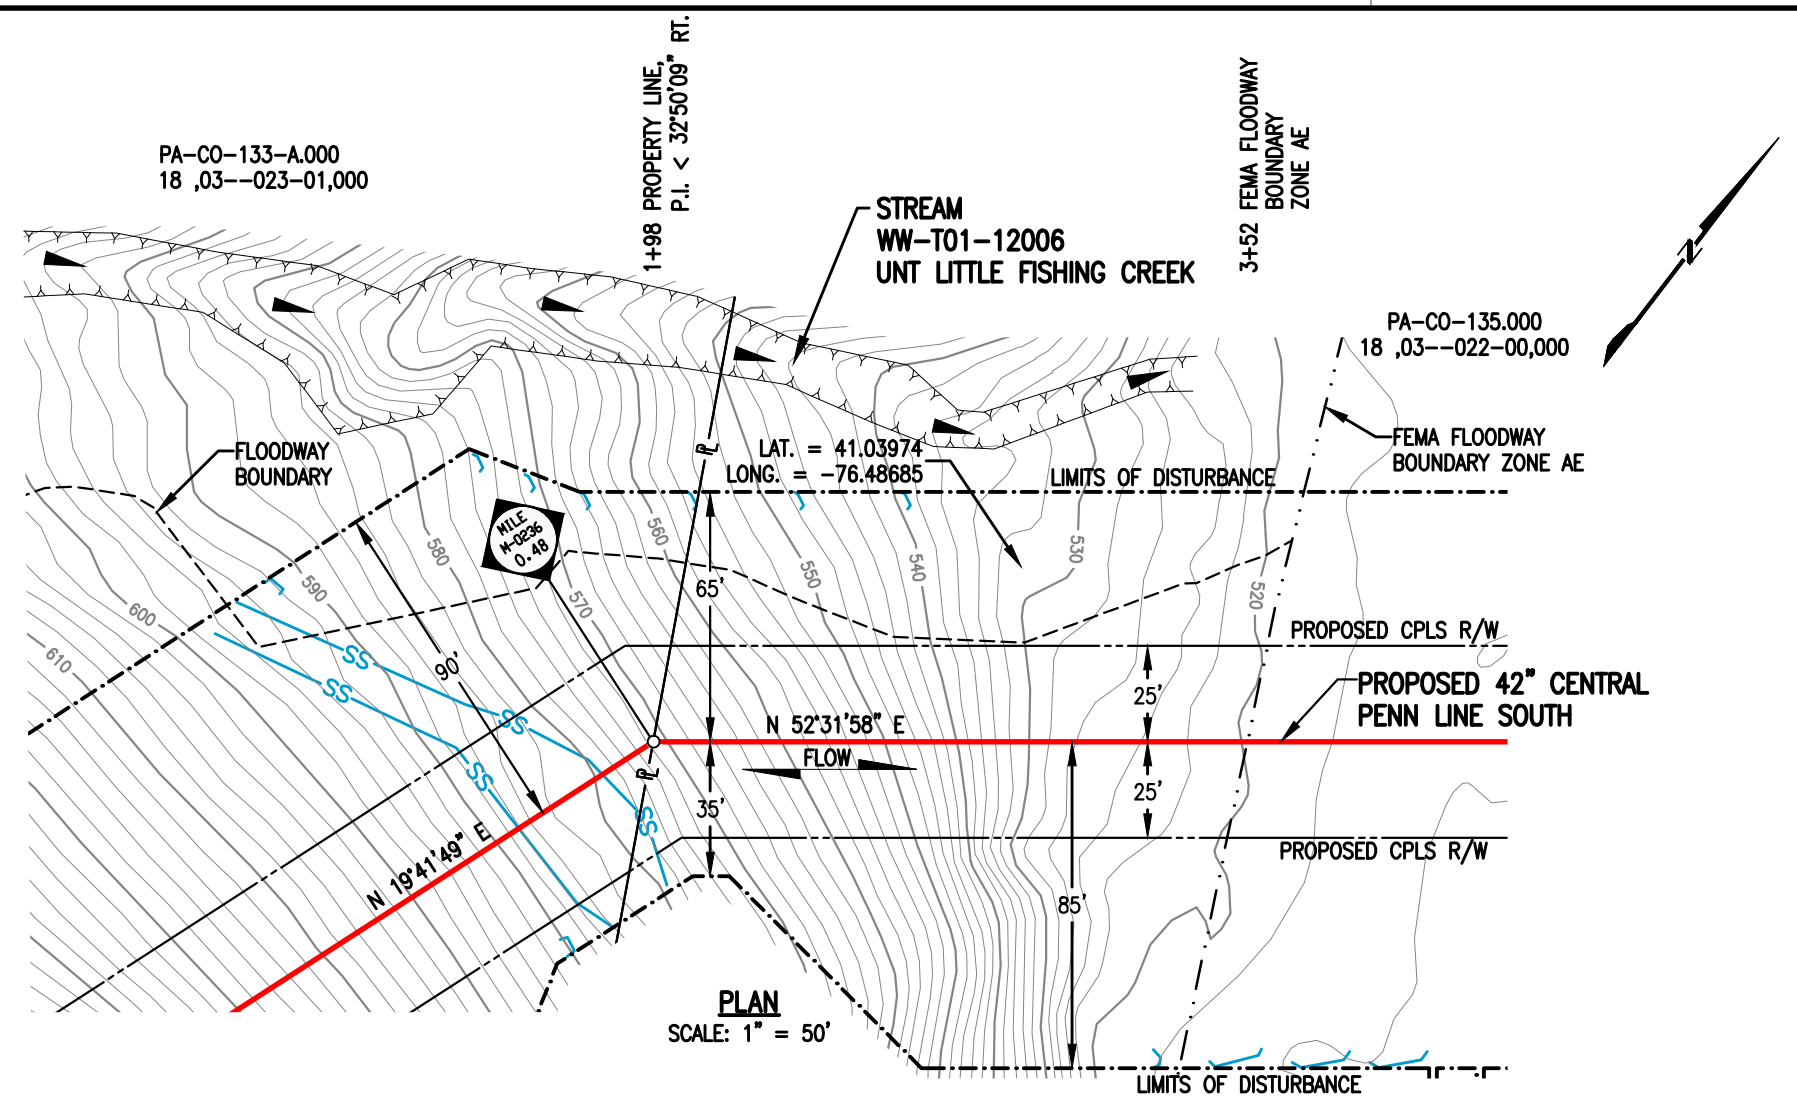 1+98 PROPERTY LINE,
P.I. < 32°50'09" RT.
3+52 FEMA FLOODWAY
BOUNDARY
ZONE AE
PA-CO-133-A.000
18 ,03--023-01,000
STREAM
WW-T01-12006
UNT LITTLE FISHING CREEK
N
PA-CO-135.000
18 ,03--022-00,000
FLOODWAY
BOUNDARY
PL
LAT. = 41.03974
LONG. = -76.48685
LIMITS OF DISTURBANCE
FEMA FLOODWAY
BOUNDARY ZONE AE
MILE
M-0236
0.48
610
600
590
580
570
560
550
540
530
520
65'
90'
SS
SS
SS
SS
SS
PROPOSED CPLS R/W
25'
PROPOSED 42" CENTRAL
PENN LINE SOUTH
N 52°31'58" E
FLOW
PL
35'
25'
N 19°41'49" E
PROPOSED CPLS R/W
85'
PLAN
SCALE: 1" = 50'
LIMITS OF DISTURBANCE